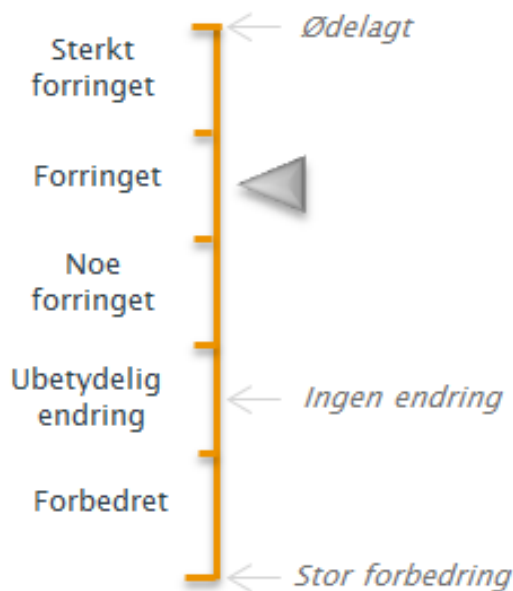 Ødelagt
Sterkt
forringet
Forringet
Noe
forringet
Ubetydelig
endring
Ingen endring
Forbedret
Stor forbedring